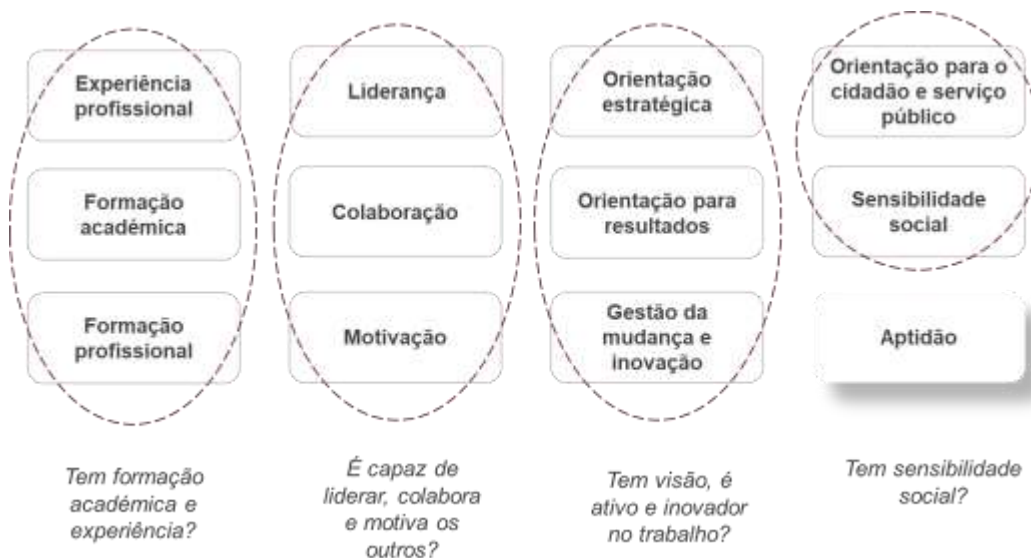 Experiência
profissional
Formação
académica
Formação
profissional
Tem formação
académica e
experiência?
Liderança
Colaboração
Motivação
É capaz de
liderar, colabora
e motiva os
outros?
Orientação
estratégica
Orientação para
resultados
Gestão da
mudança e
inovação
Tem visão, é
ativo e inovador
no trabalho?
Orientação para o
cidadão e serviço
público
Sensibilidade
social
Aptidão
Tem sensibilidade
social?